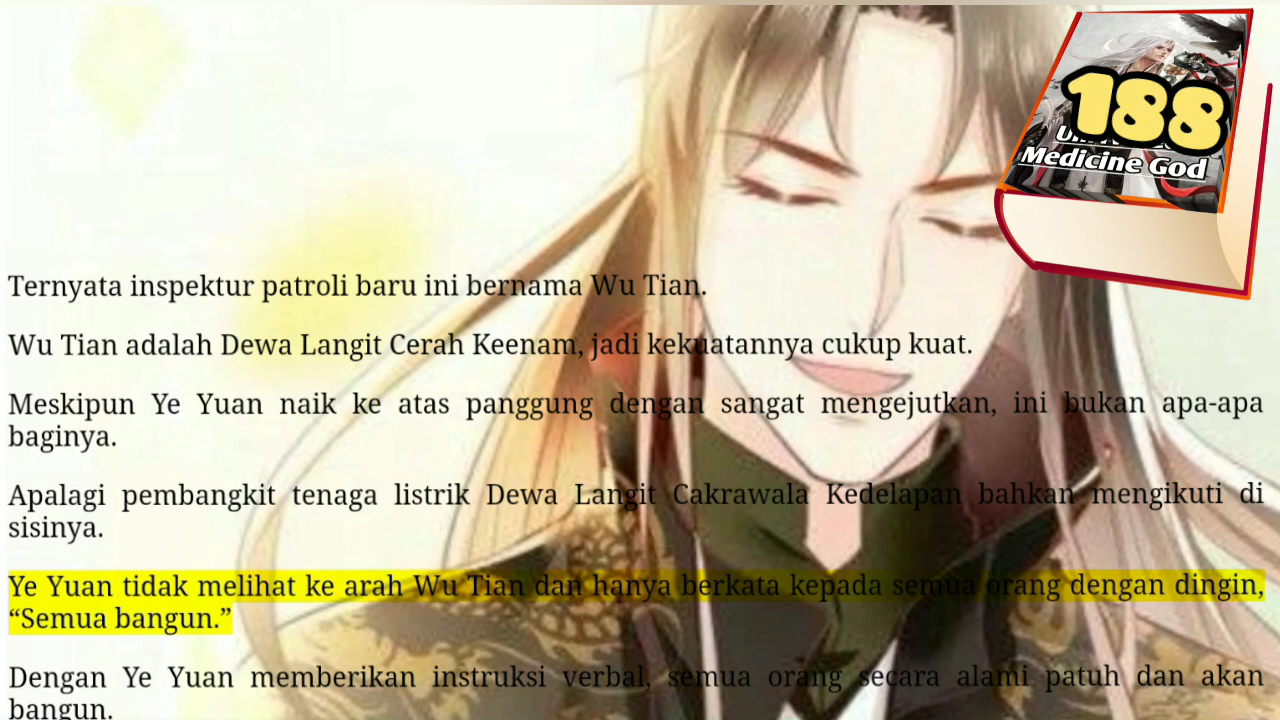 188
Medicine God
Ternyata inspektur patroli baru ini bernama Wu Tian.
Wu Tian adalah Dewa Langit Cerah Keenam, jadi kekuatannya cukup kuat.
Meskipun Ye Yuan naik ke atas panggung dengan sangat mengejutkan, ini bukan apa-apa
baginya.
Apalagi pembangkit tenaga listrik Dewa Langit Cakrawala Kedelapan bahkan mengikuti di
sisinya.
Ye Yuan tidak melihat ke arah Wu Tian dan hanya berkata kepada semua orang dengan dingin,
“Semua bangun.”
Dengan Ye Yuan memberikan instruksi verbal, semua orang secara alami patuh dan akan
bangun.